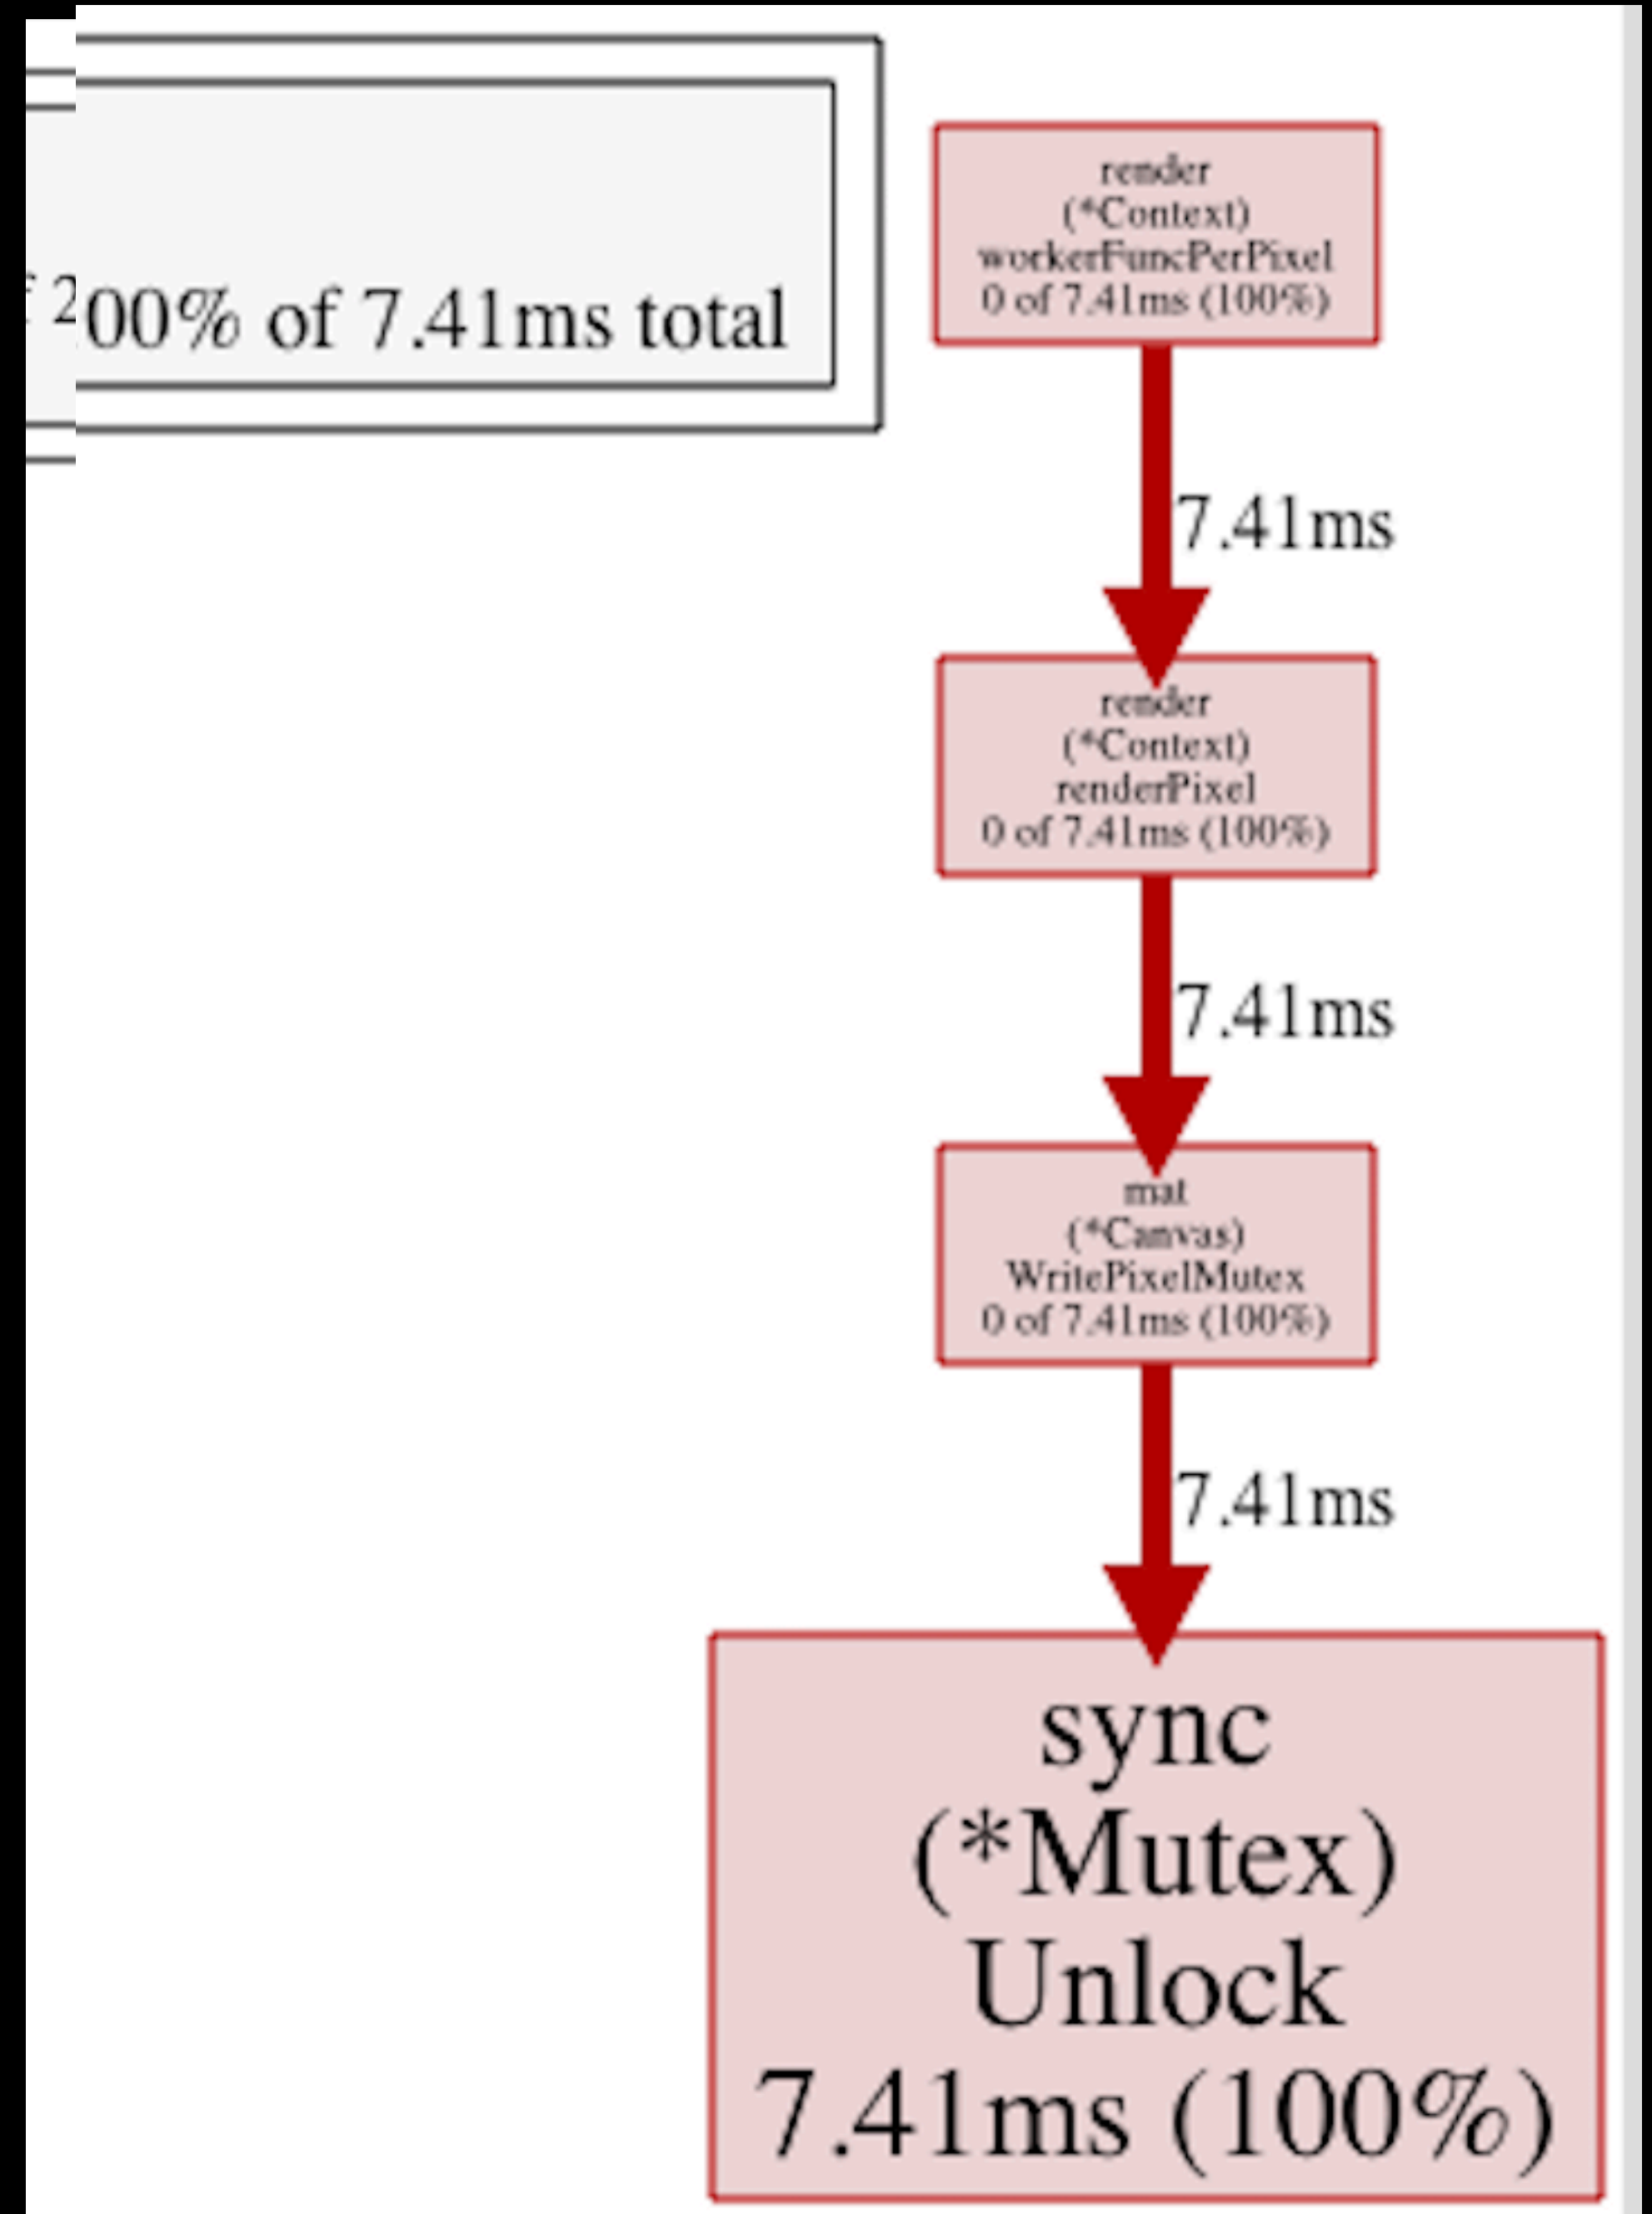 f 2
00% of 7.41ms total
render
(*Context)
workerFuncPerPixel
0 of 7.41ms (100%)
7.41ms
render
(*Context)
renderPixel
0 of 7.41ms (100%)
7.41ms
mat
(*Canvas)
WritePixelMutex
0 of 7.41ms (100%)
7.41ms
sync
(*Mutex)
Unlock
7.41ms (100%)